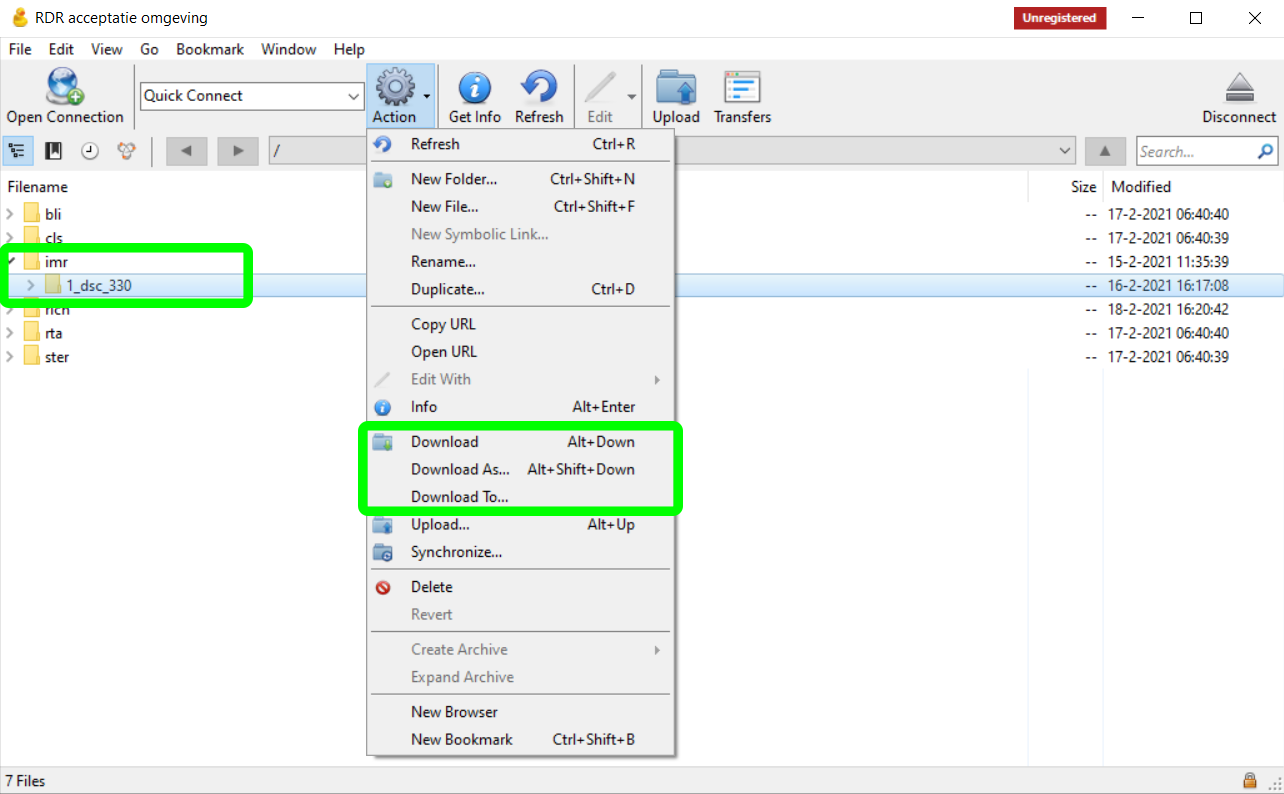 RDR acceptatie omgeving
Unregistered
File Edit View Go Bookmark Window Help
Open Connection
Quick Connect
Action
Get Info
Refresh
Edit
Upload
Transfers
Disconnect
/
Search...
Filename Size Modified
bli -- 17-2-2021 06:40:40
cls -- 17-2-2021 06:40:39
imr -- 15-2-2021 11:35:39
1_dsc_330 -- 16-2-2021 16:17:08
rich -- 18-2-2021 16:20:42
rta -- 17-2-2021 06:40:40
ster -- 17-2-2021 06:40:39
Refresh Ctrl+R
New Folder... Ctrl+Shift+N
New File... Ctrl+Shift+F
New Symbolic Link...
Rename...
Duplicate... Ctrl+D
Copy URL
Open URL
Edit With
Info Alt+Enter
Download Alt+Down
Download As... Alt+Shift+Down
Download To...
Upload... Alt+Up
Synchronize...
Delete
Revert
Create Archive
Expand Archive
New Browser
New Bookmark Ctrl+Shift+B
7 Files